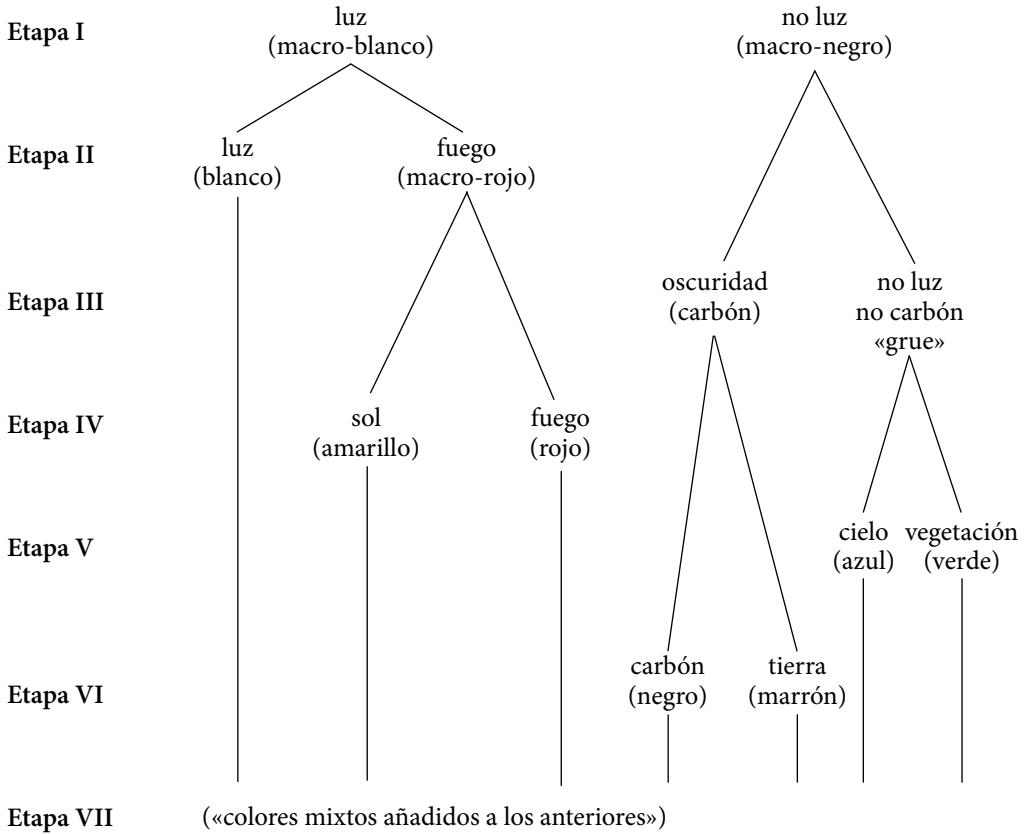 Etapa I
luz
(macro-blanco)
no luz
(macro-negro)
Etapa II
luz
(blanco)
fuego
(macro-rojo)
Etapa III
oscuridad
(carbón)
no luz
no carbón
«grue»
Etapa IV
sol
(amarillo)
fuego
(rojo)
Etapa V
cielo
(azul)
vegetación
(verde)
Etapa VI
carbón
(negro)
tierra
(marrón)
Etapa VII
(«colores mixtos añadidos a los anteriores»)